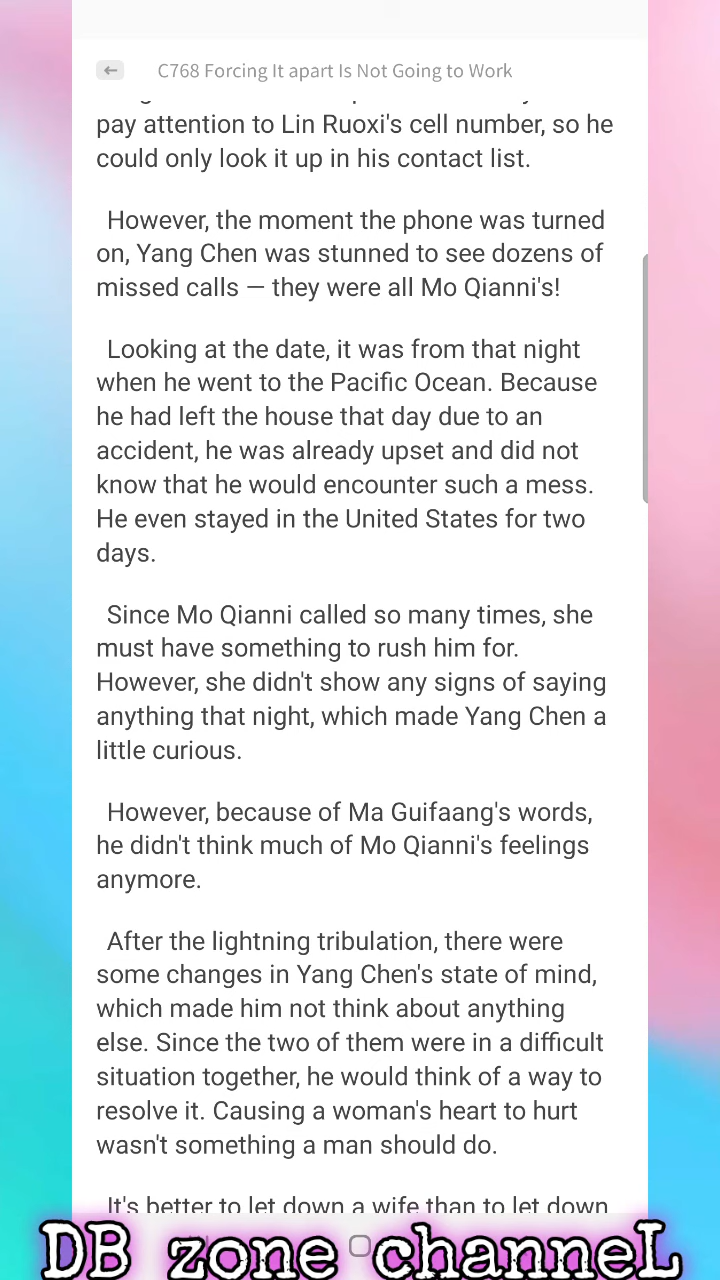 C768 Forcing It apart Is Not Going to Work
pay attention to Lin Ruoxi's cell number, so he
could only look it up in his contact list.
However, the moment the phone was turned
on, Yang Chen was stunned to see dozens of
missed calls — they were all Mo Qianni's!
Looking at the date, it was from that night
when he went to the Pacific Ocean. Because
he had left the house that day due to an
accident, he was already upset and did not
know that he would encounter such a mess.
He even stayed in the United States for two
days.
Since Mo Qianni called so many times, she
must have something to rush him for.
However, she didn't show any signs of saying
anything that night, which made Yang Chen a
little curious.
However, because of Ma Guifaang's words,
he didn't think much of Mo Qianni's feelings
anymore.
After the lightning tribulation, there were
some changes in Yang Chen's state of mind,
which made him not think about anything
else. Since the two of them were in a difficult
situation together, he would think of a way to
resolve it. Causing a woman's heart to hurt
wasn't something a man should do.
It's better to let down a wife than to let down
DB zone channeL